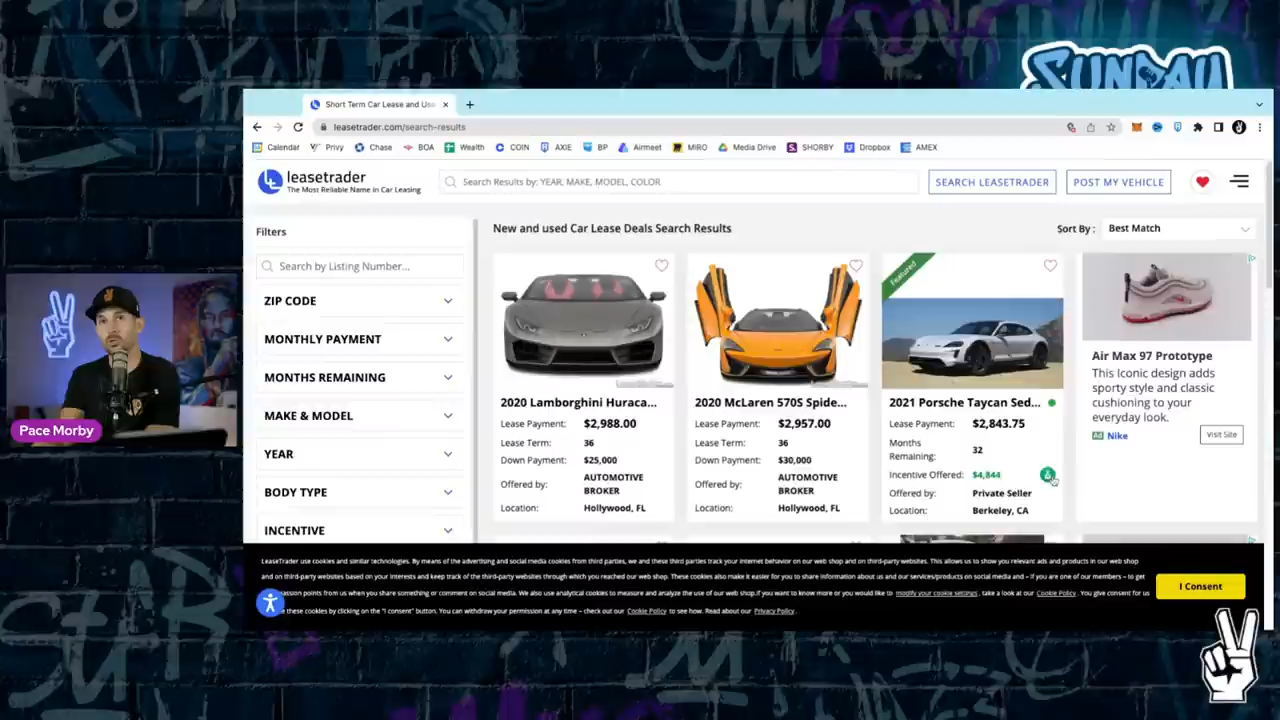 SUNDAY
Short Term Car Lease and Use
leasetrader.com/search-results
Calendar
Privy
Chase
BOA
Wealth
COIN
AXIE
BP
Airmeet
MIRO
Media Drive
SHORBY
Dropbox
AMEX
leasetrader
The Most Reliable Name in Car Leasing
Search Results by: YEAR, MAKE, MODEL, COLOR
SEARCH LEASETRADER
POST MY VEHICLE
Filters
Search by Listing Number...
ZIP CODE
MONTHLY PAYMENT
MONTHS REMAINING
MAKE & MODEL
YEAR
BODY TYPE
INCENTIVE
New and used Car Lease Deals Search Results
Sort By :
Best Match
2020 Lamborghini Huraca...
Lease Payment: $2,988.00
Lease Term: 36
Down Payment: $25,000
Offered by: AUTOMOTIVE
BROKER
Location: Hollywood, FL
2020 McLaren 570S Spide...
Lease Payment: $2,957.00
Lease Term: 36
Down Payment: $30,000
Offered by: AUTOMOTIVE
BROKER
Location: Hollywood, FL
Featured
2021 Porsche Taycan Sed...
Lease Payment: $2,843.75
Months
Remaining: 32
Incentive Offered: $4,844
Offered by: Private Seller
Location: Berkeley, CA
Air Max 97 Prototype
This Iconic design adds
sporty style and classic
cushioning to your
everyday look.
Ad Nike
Visit Site
Pace Morby
LeaseTrader use cookies and similar technologies. By means of the advertising and social media cookies from third parties, we and these third parties track your internet behavior on our web shop and on third-party websites. This allows us to show you relevant ads and products in our web shop
and on third-party websites based on your interests and keep track of the third-party websites through which you reached our web shop. These cookies also make it easier for you to share information about us and our services/products on social media and – if you are one of our members – to get
passion points from us when you share something or comment on social media. We also use analytical cookies to measure and analyze the use of our web shop.If you want to know more or you would like to modify your cookie settings , take a look at our Cookie Policy . You give consent for us
these cookies by clicking on the "I consent" button. You can withdraw your permission at any time – check out our Cookie Policy to see how. Read about our Privacy Policy .
I Consent